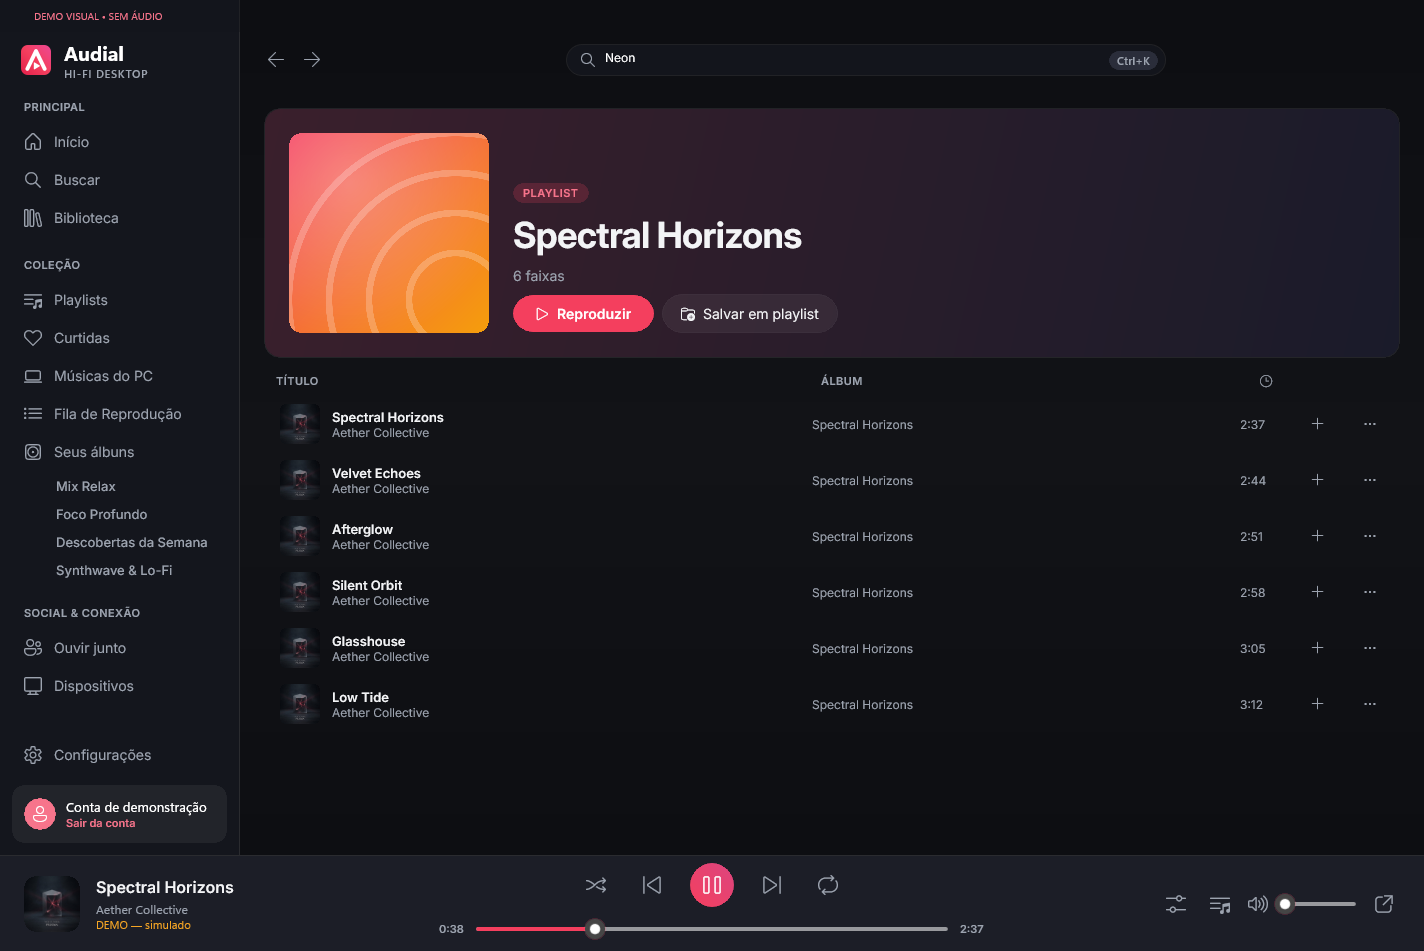 DEMO VISUAL • SEM ÁUDIO
Audial
HI-FI DESKTOP
PRINCIPAL
Início
Buscar
Biblioteca
COLEÇÃO
Playlists
Curtidas
Músicas do PC
Fila de Reprodução
Seus álbuns
Mix Relax
Foco Profundo
Descobertas da Semana
Synthwave & Lo-Fi
SOCIAL & CONEXÃO
Ouvir junto
Dispositivos
Configurações
Conta de demonstração
Sair da conta
Neon
Ctrl+K
PLAYLIST
Spectral Horizons
6 faixas
Reproduzir
Salvar em playlist
TÍTULO ÁLBUM
Spectral Horizons
Aether Collective
Spectral Horizons
2:37
Velvet Echoes
Aether Collective
Spectral Horizons
2:44
Afterglow
Aether Collective
Spectral Horizons
2:51
Silent Orbit
Aether Collective
Spectral Horizons
2:58
Glasshouse
Aether Collective
Spectral Horizons
3:05
Low Tide
Aether Collective
Spectral Horizons
3:12
Spectral Horizons
Aether Collective
DEMO — simulado
0:38
2:37